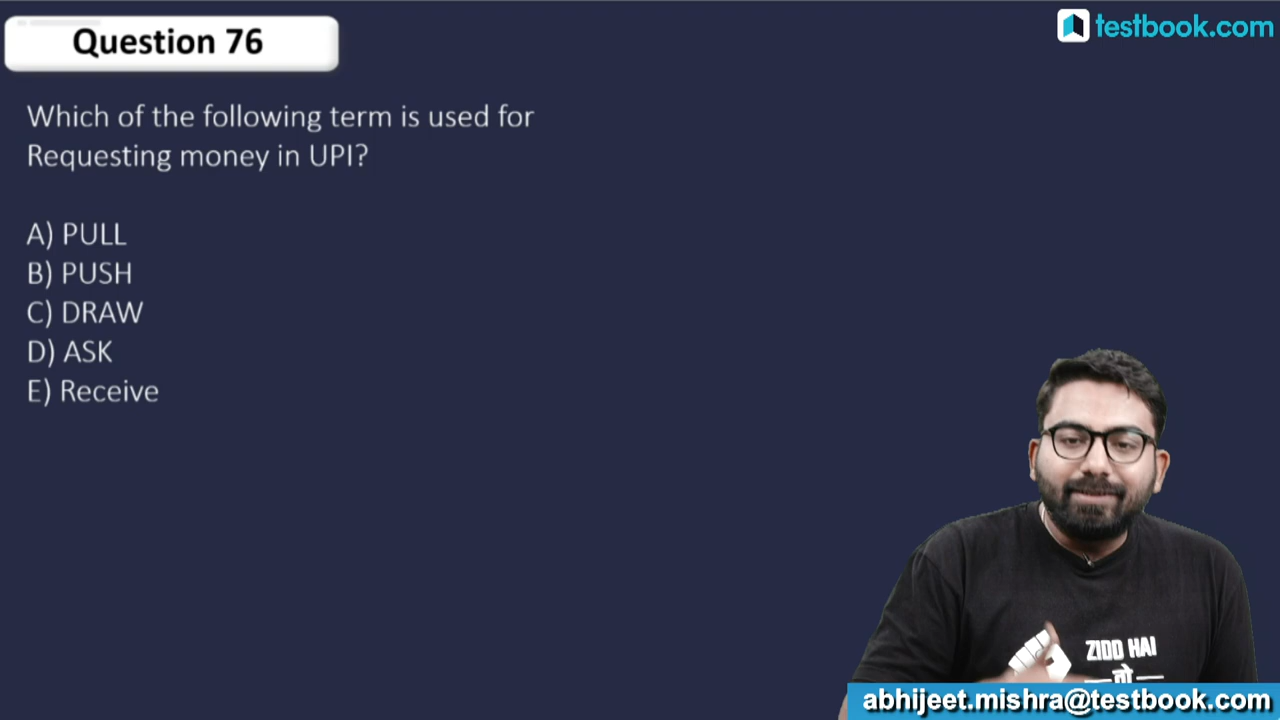 Question 76
testbook.com
Which of the following term is used for
Requesting money in UPI?
A) PULL
B) PUSH
C) DRAW
D) ASK
E) Receive
ZIDD HAI
तो
abhijeet.mishra@testbook.com